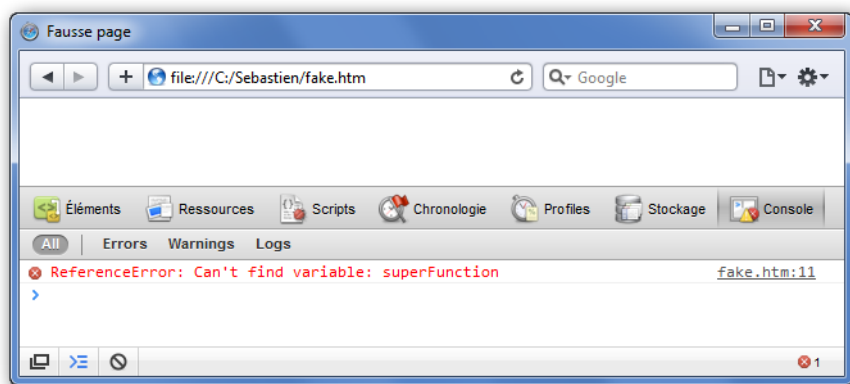 Fausse page
file:///C:/Sebastien/fake.htm Google
Éléments Ressources Scripts Chronologie Profiles Stockage Console
All Errors Warnings Logs
ReferenceError: Can't find variable: superFunction fake.htm:11
1